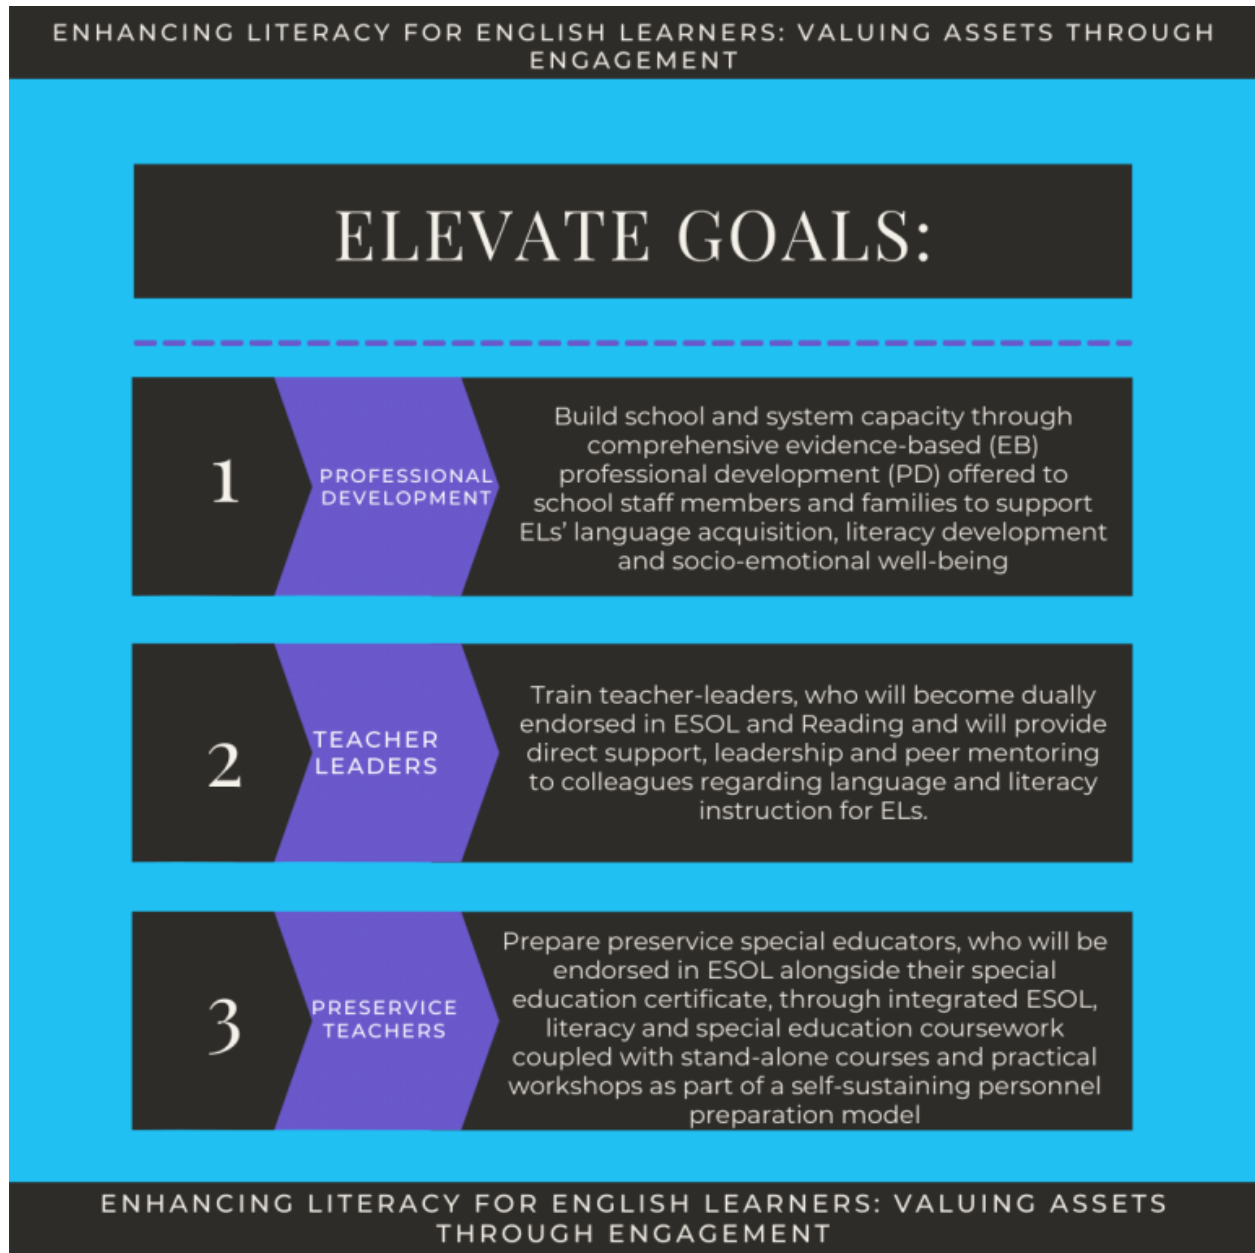 ENHANCING LITERACY FOR ENGLISH LEARNERS: VALUING ASSETS THROUGH
ENGAGEMENT
ELEVATE GOALS:
1
PROFESSIONAL
DEVELOPMENT
Build school and system capacity through
comprehensive evidence-based (EB)
professional development (PD) offered to
school staff members and families to support
ELs’ language acquisition, literacy development
and socio-emotional well-being
2
TEACHER
LEADERS
Train teacher-leaders, who will become dually
endorsed in ESOL and Reading and will provide
direct support, leadership and peer mentoring
to colleagues regarding language and literacy
instruction for ELs.
3
PRESERVICE
TEACHERS
Prepare preservice special educators, who will be
endorsed in ESOL alongside their special
education certificate, through integrated ESOL,
literacy and special education coursework
coupled with stand-alone courses and practical
workshops as part of a self-sustaining personnel
preparation model
ENHANCING LITERACY FOR ENGLISH LEARNERS: VALUING ASSETS
THROUGH ENGAGEMENT